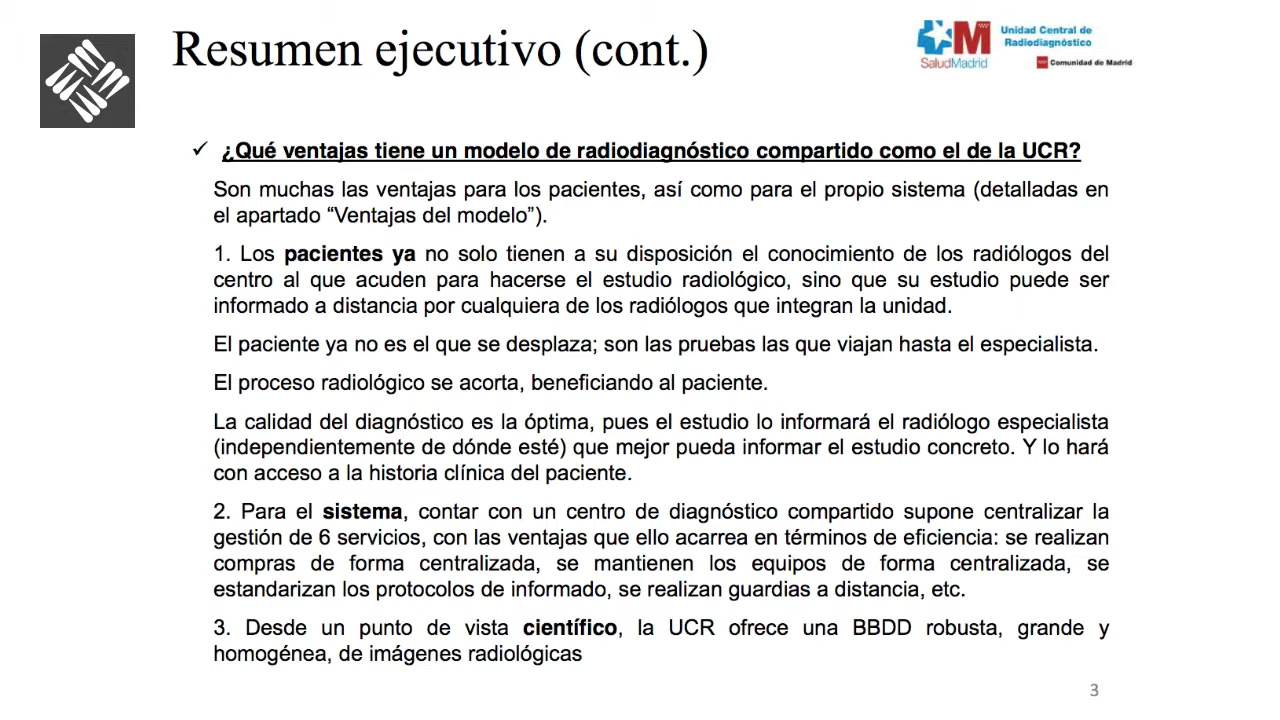 Resumen ejecutivo (cont.)
SaludMadrid
Unidad Central de
Radiodiagnóstico
Comunidad de Madrid
✓ ¿Qué ventajas tiene un modelo de radiodiagnóstico compartido como el de la UCR?
Son muchas las ventajas para los pacientes, así como para el propio sistema (detalladas en
el apartado “Ventajas del modelo”).
1. Los pacientes ya no solo tienen a su disposición el conocimiento de los radiólogos del
centro al que acuden para hacerse el estudio radiológico, sino que su estudio puede ser
informado a distancia por cualquiera de los radiólogos que integran la unidad.
El paciente ya no es el que se desplaza; son las pruebas las que viajan hasta el especialista.
El proceso radiológico se acorta, beneficiando al paciente.
La calidad del diagnóstico es la óptima, pues el estudio lo informará el radiólogo especialista
(independientemente de dónde esté) que mejor pueda informar el estudio concreto. Y lo hará
con acceso a la historia clínica del paciente.
2. Para el sistema, contar con un centro de diagnóstico compartido supone centralizar la
gestión de 6 servicios, con las ventajas que ello acarrea en términos de eficiencia: se realizan
compras de forma centralizada, se mantienen los equipos de forma centralizada, se
estandarizan los protocolos de informado, se realizan guardias a distancia, etc.
3. Desde un punto de vista científico, la UCR ofrece una BBDD robusta, grande y
homogénea, de imágenes radiológicas
3